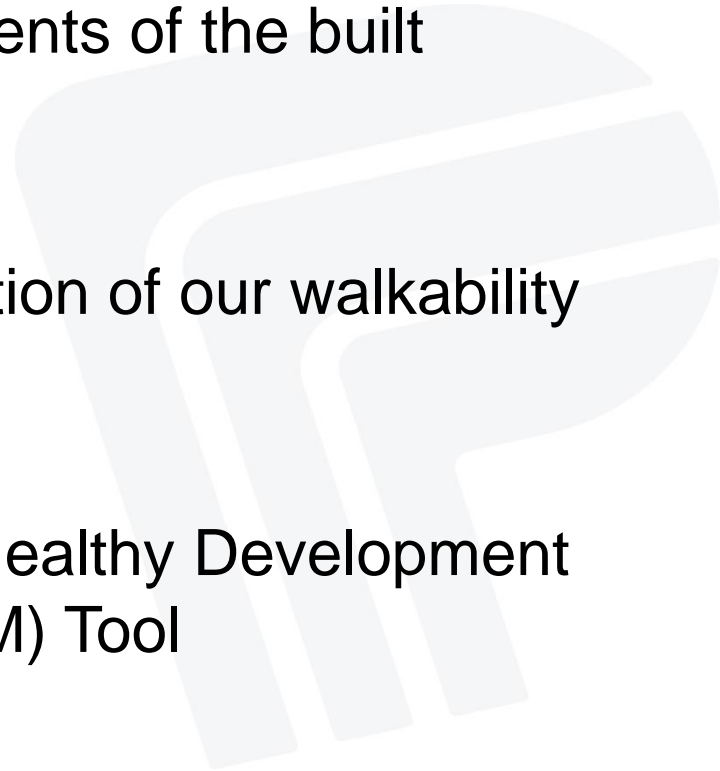 ents of the built
tion of our walkability
ealthy Development
M) Tool